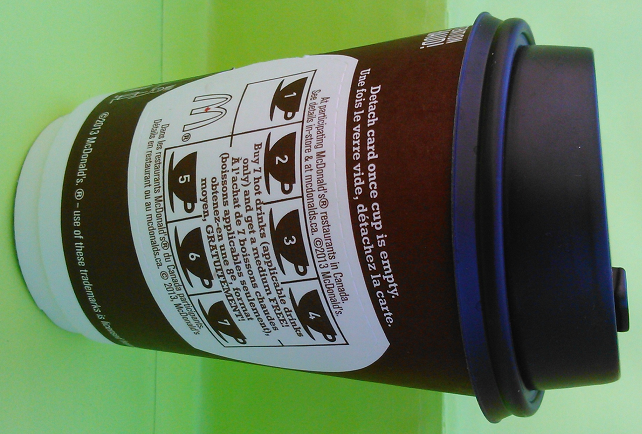 Detach card once cup is empty.
Une fois le verre vide, détachez la carte.
At participating McDonald's® restaurants in Canada.
See details in-store & at mcdonalds.ca. ©2013 McDonald's.
1
2
3
4
Buy 7 hot drinks (applicable drinks
only) and get a medium FREE!
À l'achat de 7 boissons chaudes
(boissons applicables seulement),
obtenez-en une de format
moyen, GRATUITEMENT!
5
6
7
M®
Dans les restaurants McDonald's® du Canada participants.
Détails en restaurant ou au mcdonalds.ca. © 2013, McDonald's
©2013 McDonald's. ® – use of these trademarks is